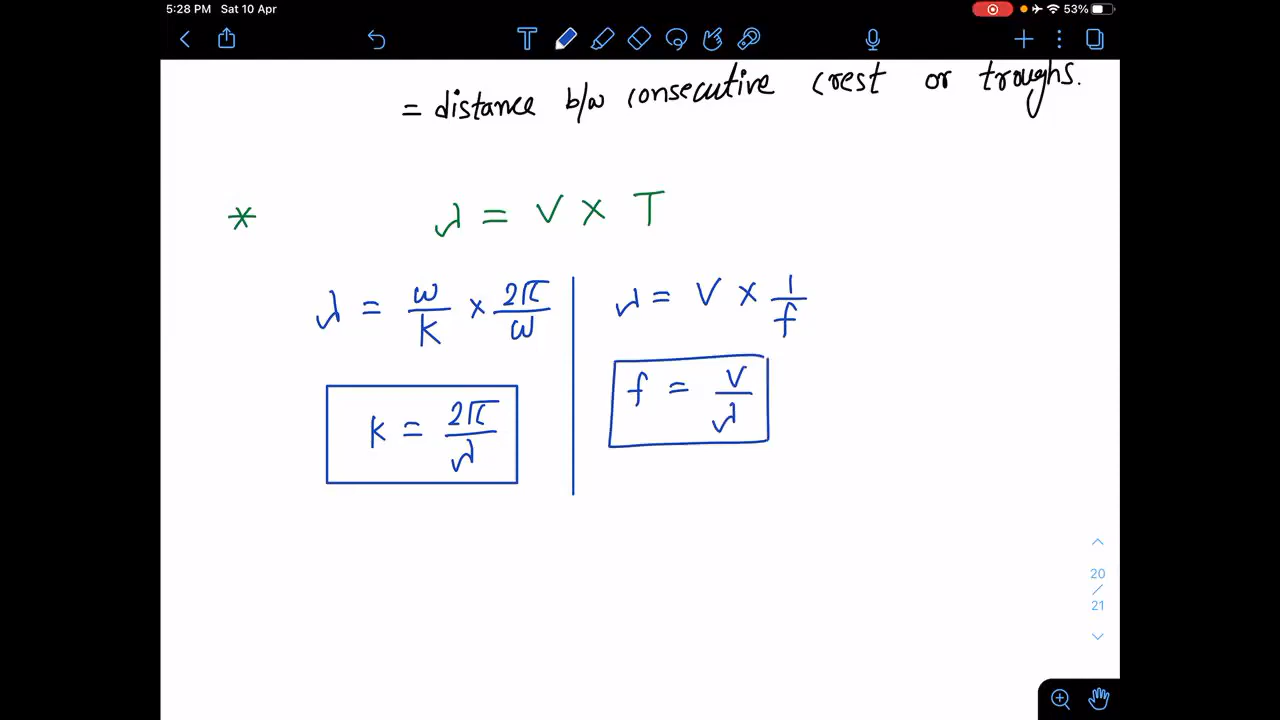 5:28 PM Sat 10 Apr 53%
= distance b/w consecutive crest or troughs.
* λ = V × T
λ = ω/K × 2π/ω
λ = V × 1/f
K = 2π/λ
f = V/λ
20
/
21